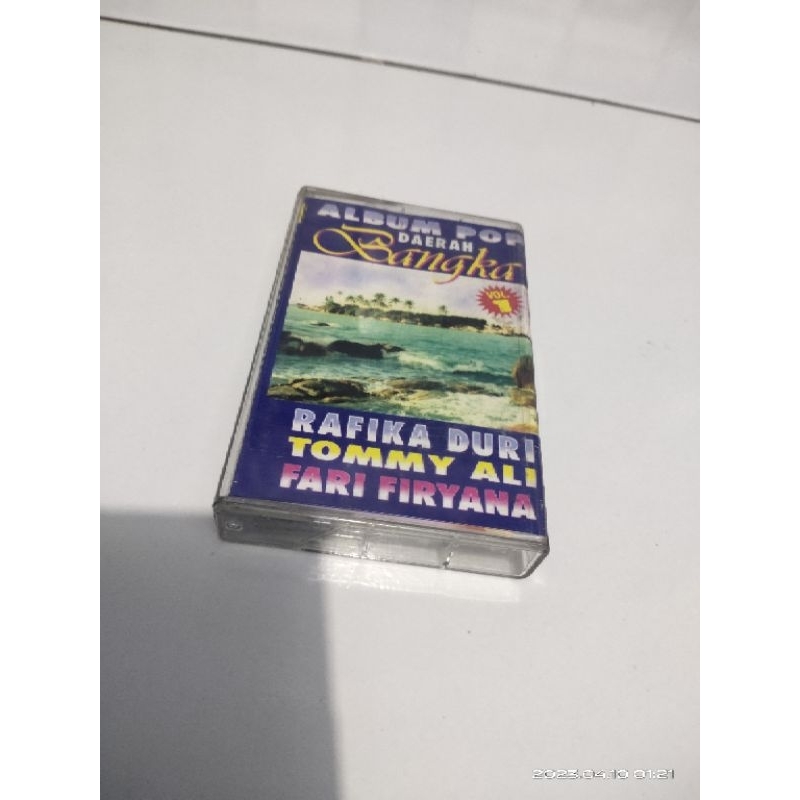 ALBUM POP
DAERAH
Bangka
VOL.
1
RAFIKA DURI
TOMMY ALI
FARI FIRYANA
2023.04.10 01:21